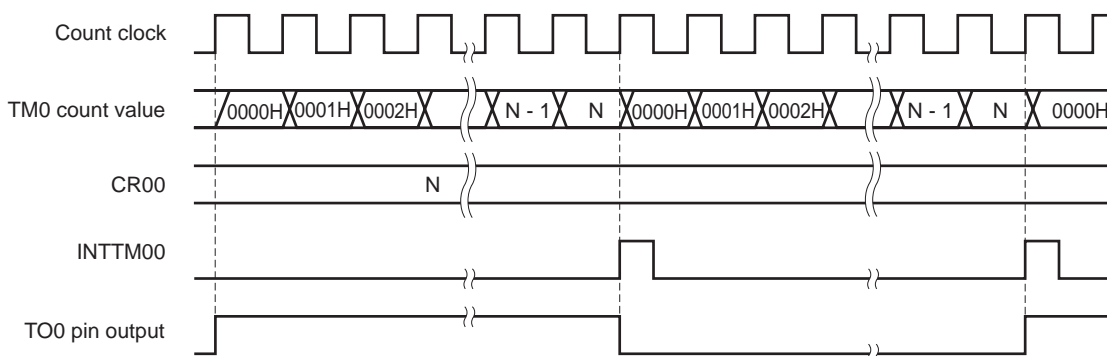 Count clock
TM0 count value 0000H 0001H 0002H N - 1 N 0000H 0001H 0002H N - 1 N 0000H
CR00 N
INTTM00
TO0 pin output